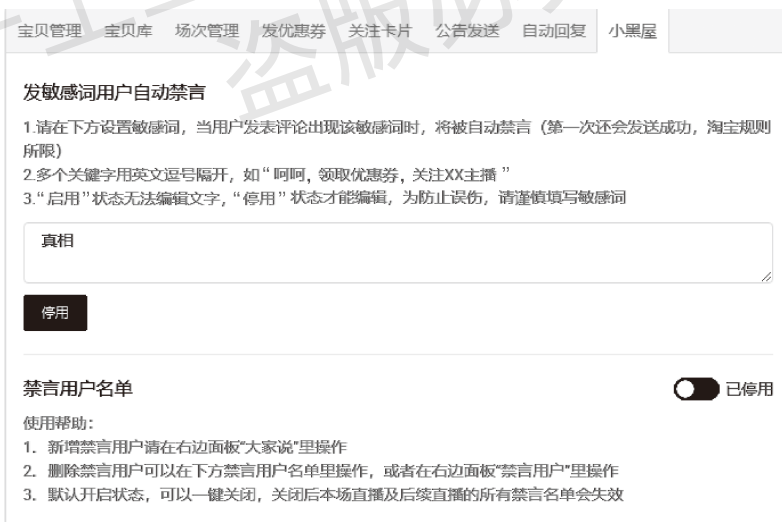 宝贝管理 宝贝库 场次管理 发优惠券 关注卡片 公告发送 自动回复 小黑屋
发敏感词用户自动禁言
1.请在下方设置敏感词，当用户发表评论出现该敏感词时，将被自动禁言（第一次还会发送成功，淘宝规则
所限）
2.多个关键字用英文逗号隔开，如“呵呵，领取优惠券，关注XX主播”
3.“启用”状态无法编辑文字，“停用”状态才能编辑，为防止误伤，请谨慎填写敏感词
真相
停用
禁言用户名单 已停用
使用帮助：
1. 新增禁言用户请在右边面板“大家说”里操作
2. 删除禁言用户可以在下方禁言用户名单里操作，或者在右边面板“禁言用户”里操作
3. 默认开启状态，可以一键关闭，关闭后本场直播及后续直播的所有禁言名单会失效